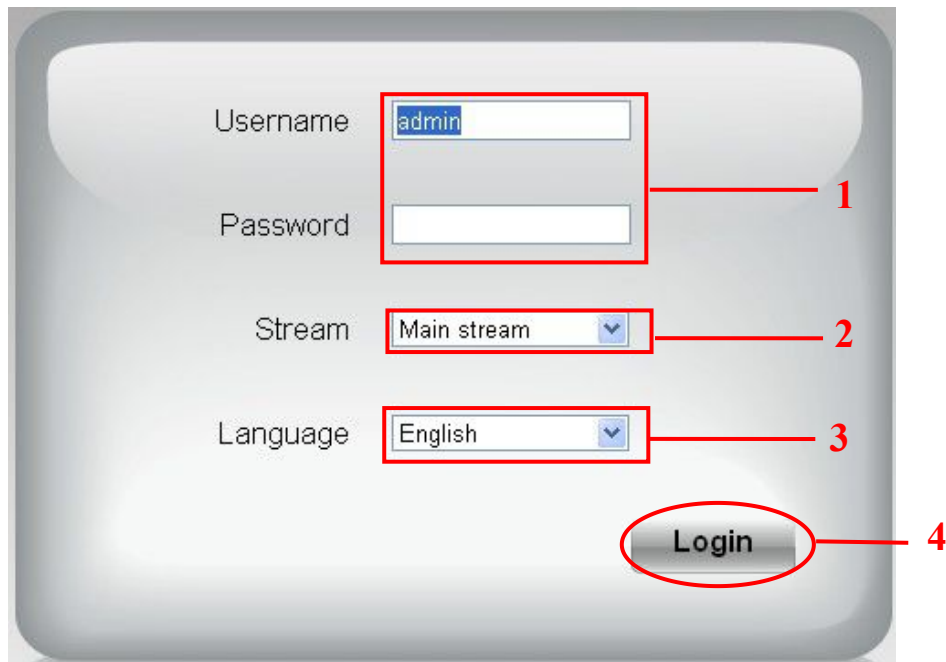 Username admin
1
Password
Stream Main stream 2
Language English 3
Login 4